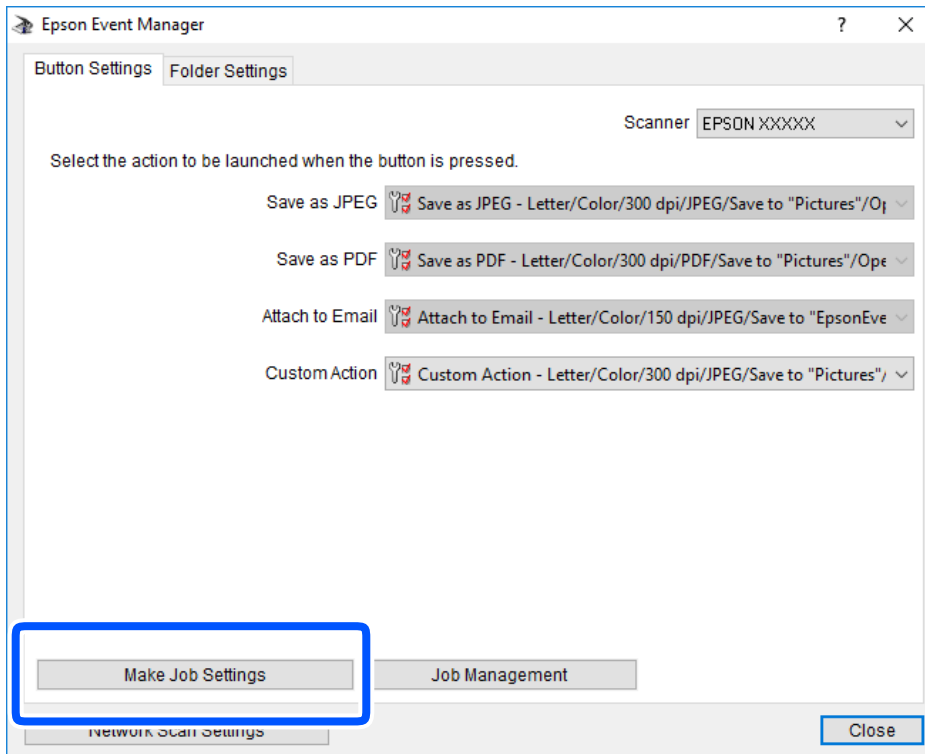 Epson Event Manager
Button Settings Folder Settings
Scanner EPSON XXXXX
Select the action to be launched when the button is pressed.
Save as JPEG Save as JPEG - Letter/Color/300 dpi/JPEG/Save to "Pictures"/Op
Save as PDF Save as PDF - Letter/Color/300 dpi/PDF/Save to "Pictures"/Ope
Attach to Email Attach to Email - Letter/Color/150 dpi/JPEG/Save to "EpsonEve
Custom Action Custom Action - Letter/Color/300 dpi/JPEG/Save to "Pictures"/
Make Job Settings Job Management
Network Scan Settings Close